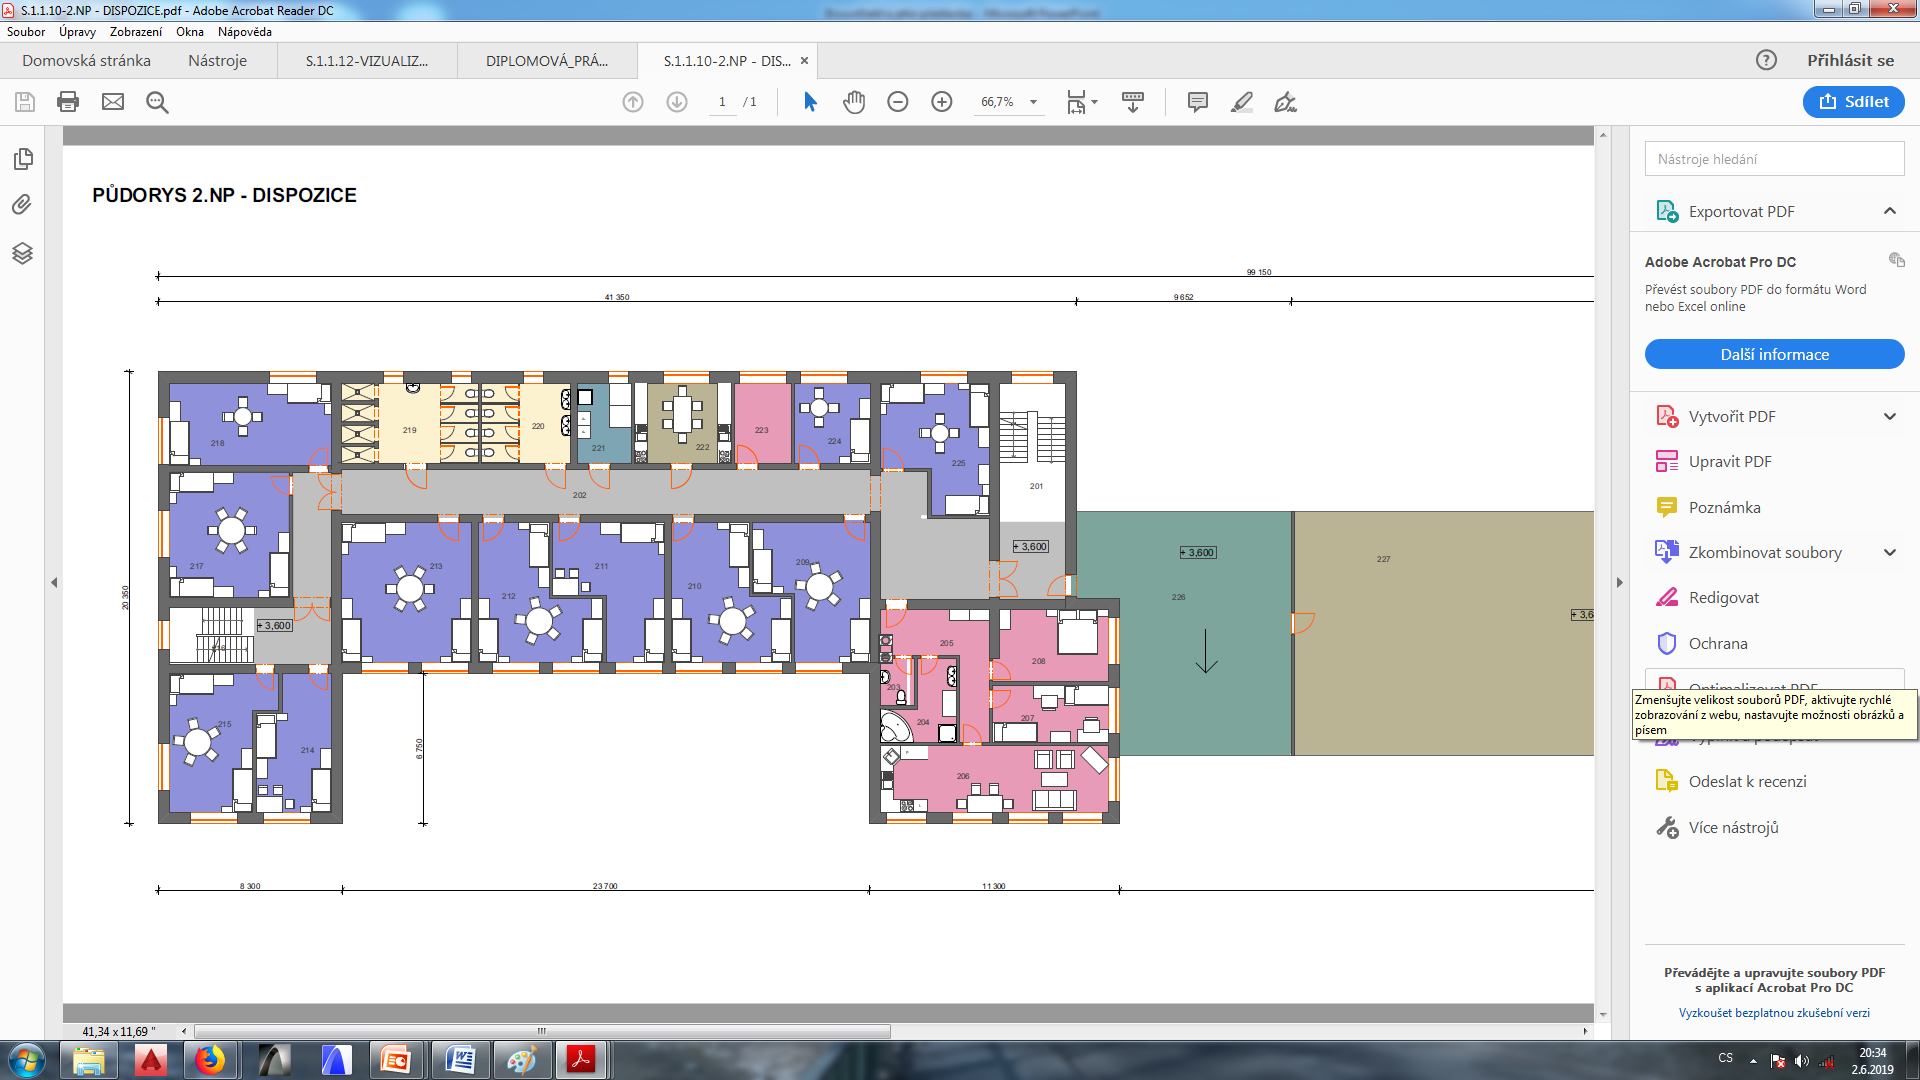 S.1.1.10-2.NP - DISPOZICE.pdf - Adobe Acrobat Reader DC
Soubor Úpravy Zobrazení Okna Nápověda
Domovská stránka Nástroje S.1.1.12-VIZUALIZ... DIPLOMOVÁ_PRÁ... S.1.1.10-2.NP - DIS... × Přihlásit se
1 / 1 66,7% Sdílet
PŮDORYS 2.NP - DISPOZICE
99 150
41 350 9 652
218 219 220 221 222 223 224 225
217 202 201
+ 3,600 + 3,600
213 212 211 210 209 226 227
+ 3,600
205 208
203 204 207
215 214 206
20 350
6 750
8 300 23 700 11 300
41,34 x 11,69 "
Nástroje hledání
Exportovat PDF
Adobe Acrobat Pro DC
Převést soubory PDF do formátu Word
nebo Excel online
Další informace
Vytvořit PDF
Upravit PDF
Poznámka
Zkombinovat soubory
Redigovat
Ochrana
Optimalizovat PDF
Zmenšujte velikost souborů PDF, aktivujte rychlé
zobrazování z webu, nastavujte možnosti obrázků a
písem
Odeslat k recenzi
Více nástrojů
Převádějte a upravujte soubory PDF
s aplikací Acrobat Pro DC
Vyzkoušet bezplatnou zkušební verzi
CS
20:34
2.6.2019